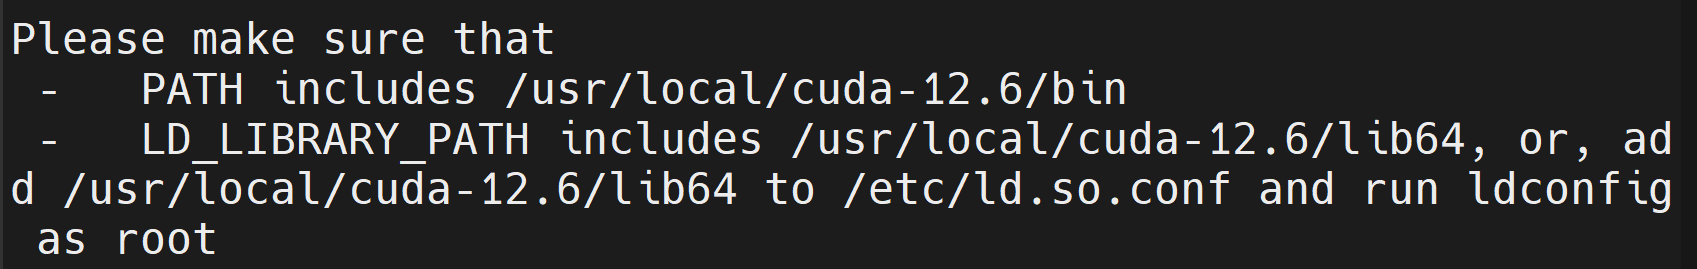 Please make sure that
 -   PATH includes /usr/local/cuda-12.6/bin
 -   LD_LIBRARY_PATH includes /usr/local/cuda-12.6/lib64, or, ad
d /usr/local/cuda-12.6/lib64 to /etc/ld.so.conf and run ldconfig
 as root